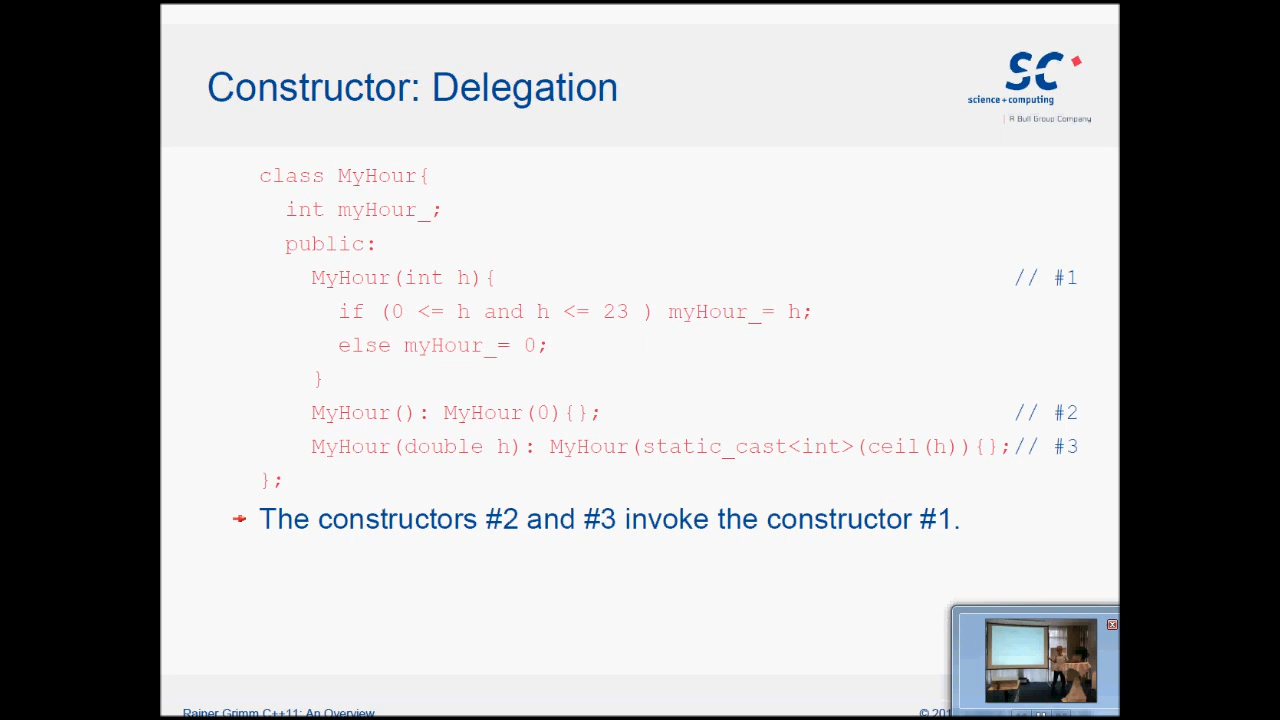 Constructor: Delegation
SC
science + computing
A Bull Group Company
class MyHour{
int myHour_;
public:
MyHour(int h){ // #1
if (0 <= h and h <= 23 ) myHour_= h;
else myHour_= 0;
}
MyHour(): MyHour(0){}; // #2
MyHour(double h): MyHour(static_cast<int>(ceil(h)){};// #3
};
The constructors #2 and #3 invoke the constructor #1.
Rainer Grimm C++11: An Overview
©